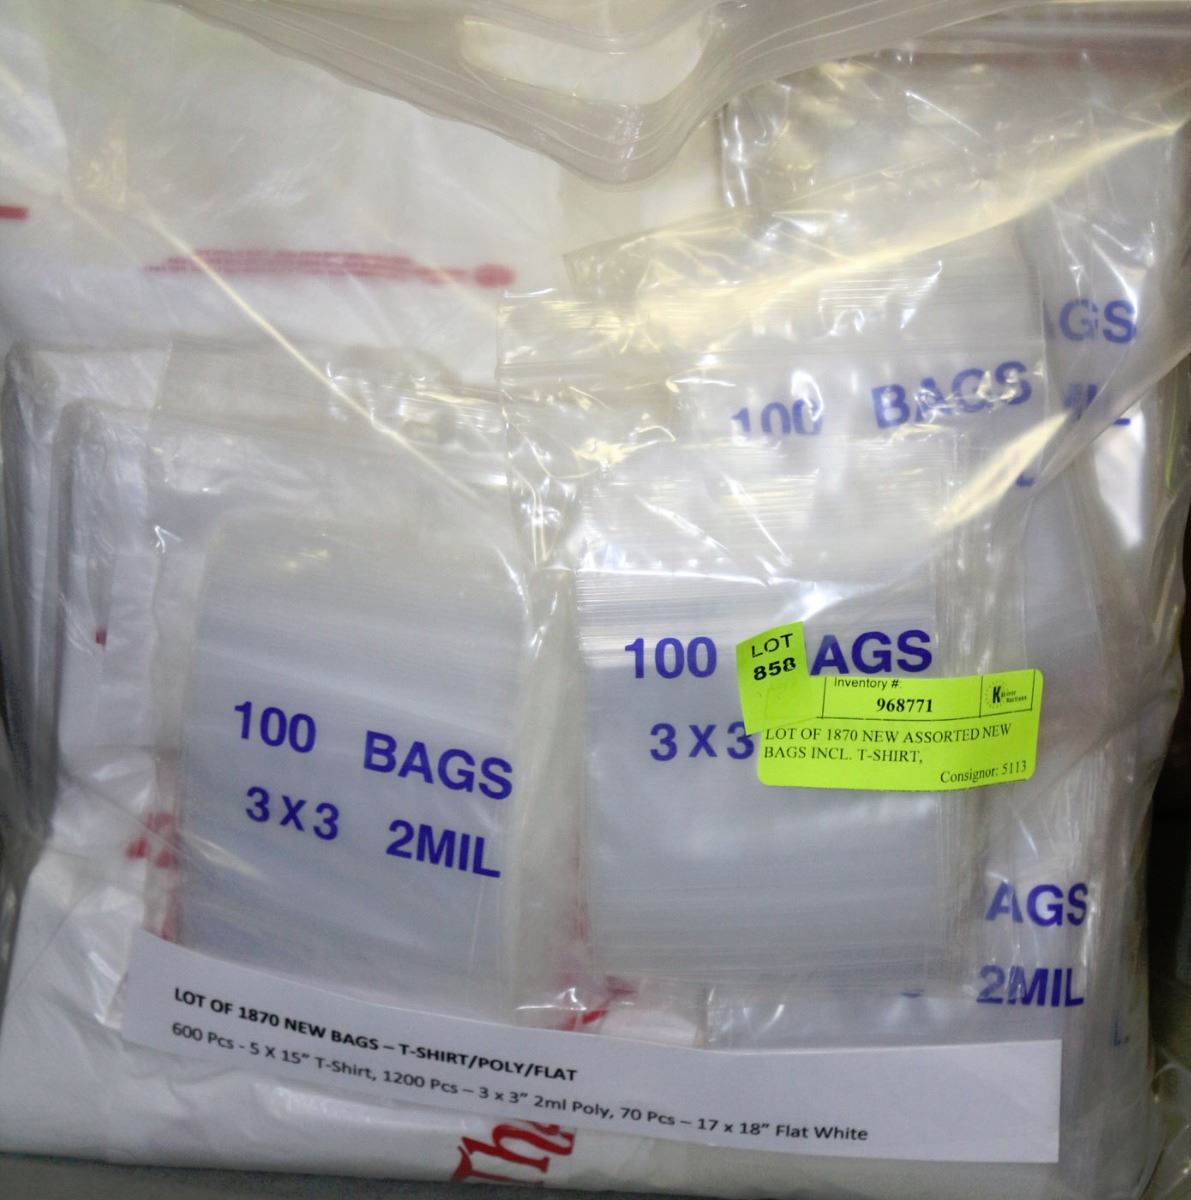 AGS
100 BAGS
100 AGS
3 X 3
LOT
858
Inventory #:
968771
LOT OF 1870 NEW ASSORTED NEW
BAGS INCL. T-SHIRT,
Consignor: 5113
100 BAGS
3 X 3 2MIL
AGS
2MIL
L.
LOT OF 1870 NEW BAGS – T-SHIRT/POLY/FLAT
600 Pcs - 5 X 15” T-Shirt, 1200 Pcs – 3 x 3” 2ml Poly, 70 Pcs – 17 x 18” Flat White
Tha